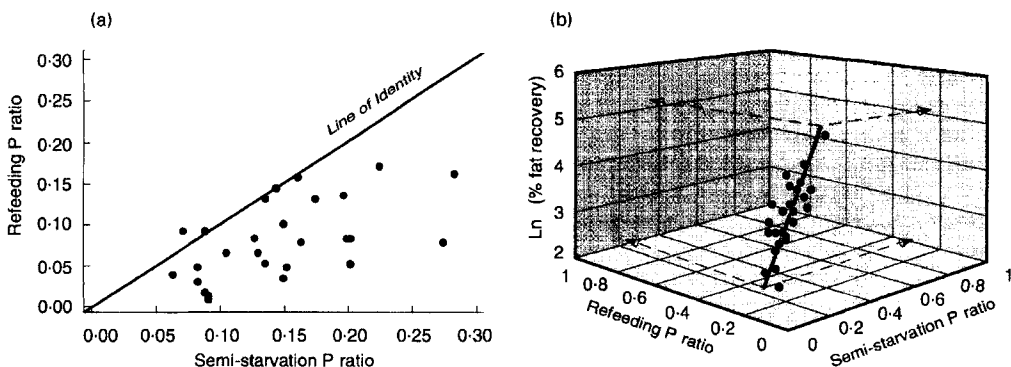 (a)
0·30
0·25
0·20
0·15
0·10
0·05
0·00
Refeeding P ratio
Line of Identity
0·00 0·05 0·10 0·15 0·20 0·25 0·30
Semi-starvation P ratio
(b)
6
5
4
3
2
Ln (% fat recovery)
1 0·8 0·6 0·4 0·2 0
Refeeding P ratio
0 0·2 0·4 0·6 0·8 1
Semi-starvation P ratio